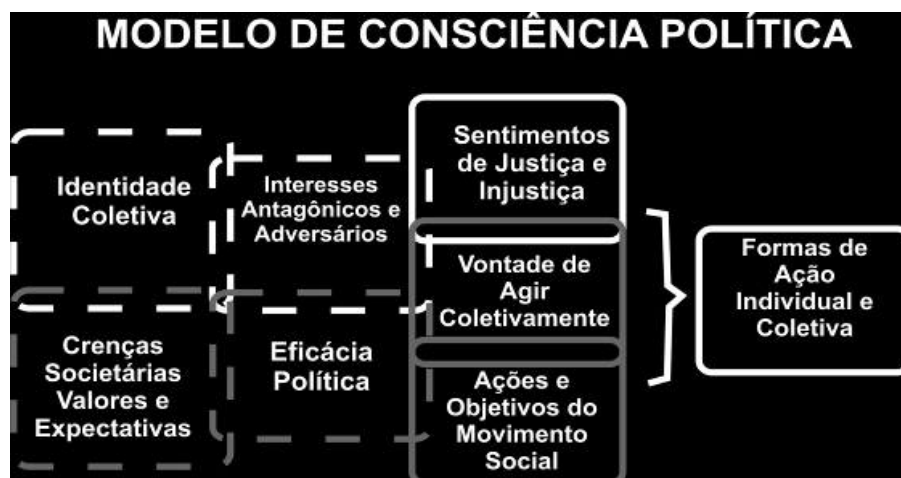 MODELO DE CONSCIÊNCIA POLÍTICA
Identidade
Coletiva
Crenças
Societárias
Valores e
Expectativas
Interesses
Antagônicos e
Adversários
Eficácia
Política
Sentimentos
de Justiça e
Injustiça
Vontade de
Agir
Coletivamente
Ações e
Objetivos do
Movimento
Social
Formas de
Ação
Individual e
Coletiva